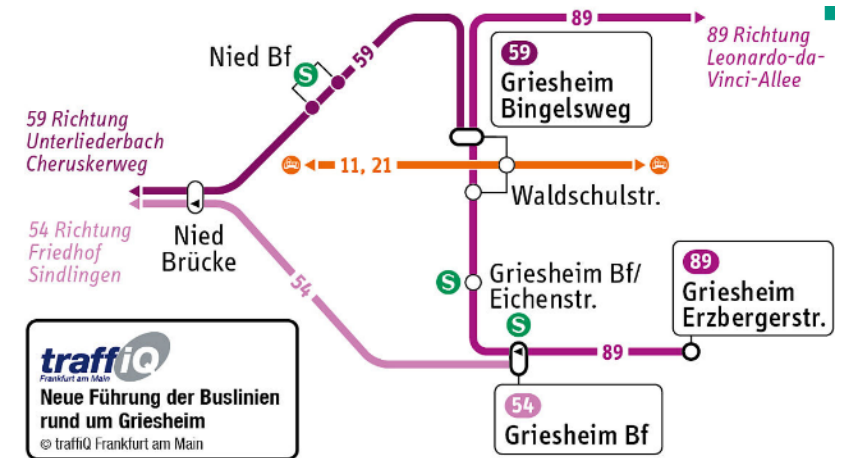 89
89 Richtung
Leonardo-da-
Vinci-Allee
59
Griesheim
Bingelsweg
Nied Bf
S
59
59 Richtung
Unterliederbach
Cheruskerweg
11, 21
Waldschulstr.
54 Richtung
Friedhof
Sindlingen
Nied
Brücke
54
S
Griesheim Bf/
Eichenstr.
89
Griesheim
Erzbergerstr.
S
89
54
Griesheim Bf
traffiQ
Frankfurt am Main
Neue Führung der Buslinien
rund um Griesheim
© traffiQ Frankfurt am Main